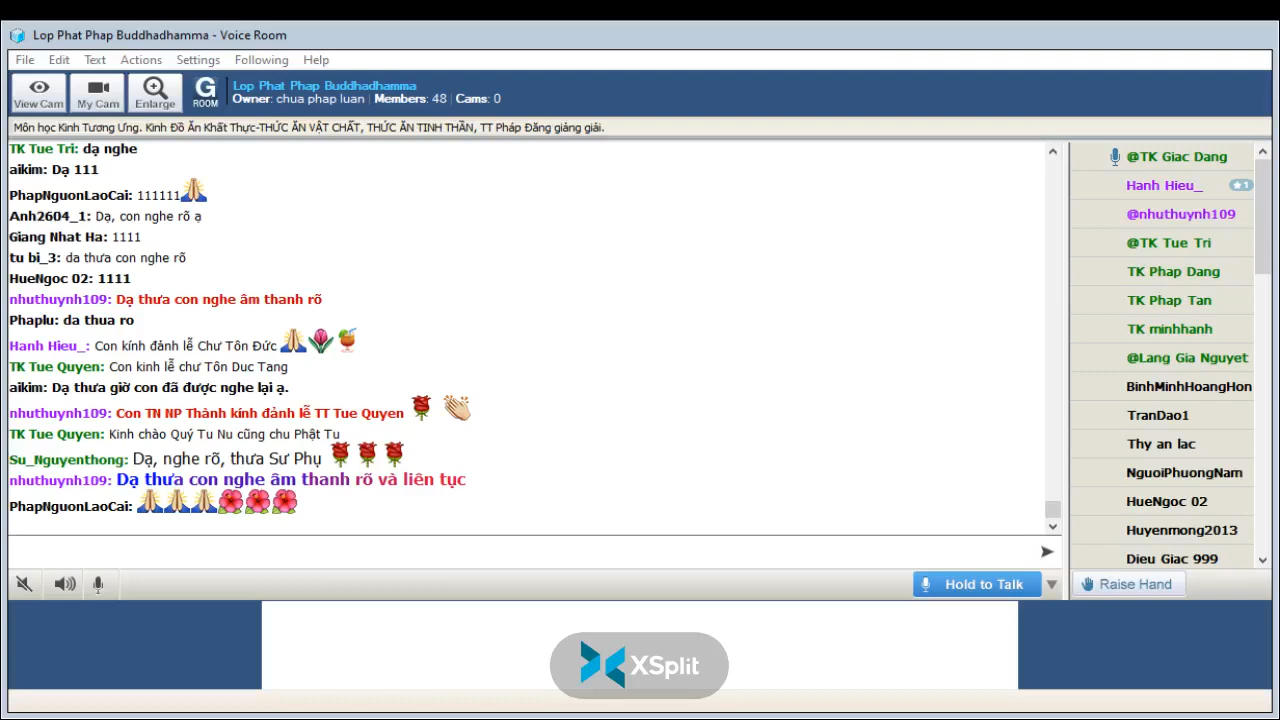 Lop Phat Phap Buddhadhamma - Voice Room
File Edit Text Actions Settings Following Help
View Cam My Cam Enlarge G ROOM
Lop Phat Phap Buddhadhamma
Owner: chua phap luan | Members: 48 | Cams: 0
Môn học Kinh Tương Ưng. Kinh Đồ Ăn Khất Thực-THỨC ĂN VẬT CHẤT, THỨC ĂN TINH THẦN, TT Pháp Đăng giảng giải.
TK Tue Tri: dạ nghe
aikim: Dạ 111
PhapNguonLaoCai: 111111
Anh2604_1: Dạ, con nghe rõ ạ
Giang Nhat Ha: 1111
tu bi_3: da thưa con nghe rõ
HueNgoc 02: 1111
nhuthuynh109: Dạ thưa con nghe âm thanh rõ
Phaplu: da thua ro
Hanh Hieu_: Con kính đảnh lễ Chư Tôn Đức
TK Tue Quyen: Con kinh lễ chư Tôn Duc Tang
aikim: Dạ thưa giờ con đã được nghe lại ạ.
nhuthuynh109: Con TN NP Thành kính đảnh lễ TT Tue Quyen
TK Tue Quyen: Kinh chào Quý Tu Nu cũng chu Phật Tu
Su_Nguyenthong: Dạ, nghe rõ, thưa Sư Phụ
nhuthuynh109: Dạ thưa con nghe âm thanh rõ và liên tục
PhapNguonLaoCai:
@TK Giac Dang
Hanh Hieu_ ★1
@nhuthuynh109
@TK Tue Tri
TK Phap Dang
TK Phap Tan
TK minhhanh
@Lang Gia Nguyet
BinhMinhHoangHon
TranDao1
Thy an lac
NguoiPhuongNam
HueNgoc 02
Huyenmong2013
Dieu Giac 999
Hold to Talk
Raise Hand
XSplit